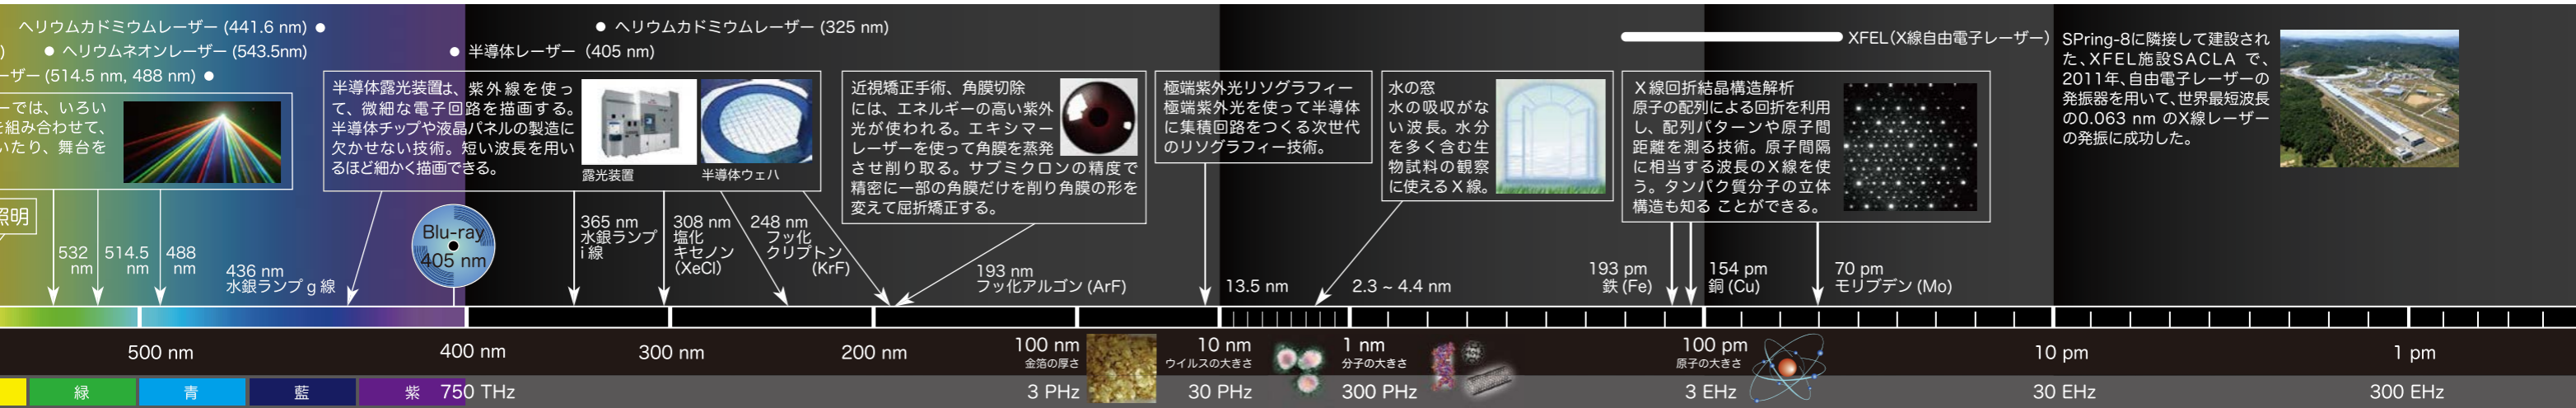 ヘリウムカドミウムレーザー (441.6 nm) ●
) ● ヘリウムネオンレーザー (543.5nm)
ーザー (514.5 nm, 488 nm) ●
ーでは、いろい
を組み合わせて、
いたり、舞台を
照明
532
nm
514.5
nm
488
nm
436 nm
水銀ランプ g 線
● ヘリウムカドミウムレーザー (325 nm)
● 半導体レーザー (405 nm)
半導体露光装置は、紫外線を使っ
て、微細な電子回路を描画する。
半導体チップや液晶パネルの製造に
欠かせない技術。短い波長を用い
るほど細かく描画できる。
露光装置
半導体ウェハ
Blu-ray
405 nm
365 nm
水銀ランプ
i 線
308 nm
塩化
キセノン
(XeCl)
248 nm
フッ化
クリプトン
(KrF)
近視矯正手術、角膜切除
には、エネルギーの高い紫外
光が使われる。エキシマー
レーザーを使って角膜を蒸発
させ削り取る。サブミクロンの精度で
精密に一部の角膜だけを削り角膜の形を
変えて屈折矯正する。
193 nm
フッ化アルゴン (ArF)
極端紫外光リソグラフィー
極端紫外光を使って半導体
に集積回路をつくる次世代
のリソグラフィー技術。
13.5 nm
水の窓
水の吸収がな
い波長。水分
を多く含む生
物試料の観察
に使える X 線。
2.3 ~ 4.4 nm
XFEL(X線自由電子レーザー)
X 線回折結晶構造解析
原子の配列による回折を利用
し、配列パターンや原子間
距離を測る技術。原子間隔
に相当する波長のX線を使
う。タンパク質分子の立体
構造も知る ことができる。
193 pm
鉄 (Fe)
154 pm
銅 (Cu)
70 pm
モリブデン (Mo)
SPring-8に隣接して建設され
た、XFEL施設SACLA で、
2011年、自由電子レーザーの
発振器を用いて、世界最短波長
の0.063 nm のX線レーザー
の発振に成功した。
500 nm
400 nm
300 nm
200 nm
100 nm
金箔の厚さ
10 nm
ウイルスの大きさ
1 nm
分子の大きさ
100 pm
原子の大きさ
10 pm
1 pm
緑
青
藍
紫
750 THz
3 PHz
30 PHz
300 PHz
3 EHz
30 EHz
300 EHz